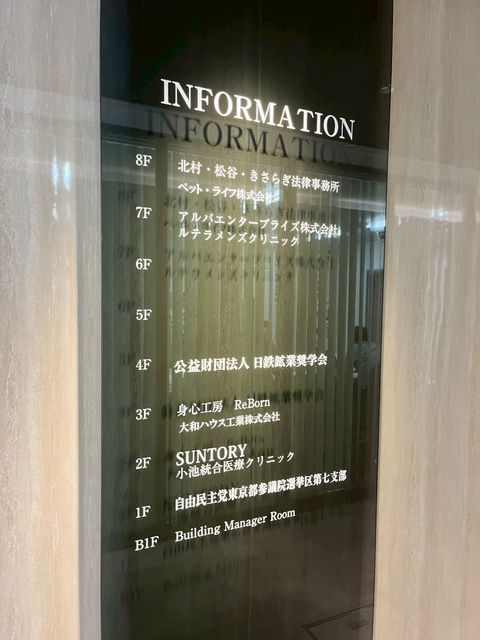 INFORMATION
8F 北村・松谷・きさらぎ法律事務所
ペット・ライフ株式会社
7F アルバエンタープライズ株式会社
ルテラメンズクリニック
6F
5F
4F 公益財団法人 日鉄鉱業奨学会
3F 身心工房 ReBorn
大和ハウス工業株式会社
2F SUNTORY
小池統合医療クリニック
1F 自由民主党東京都参議院選挙区第七支部
B1F Building Manager Room